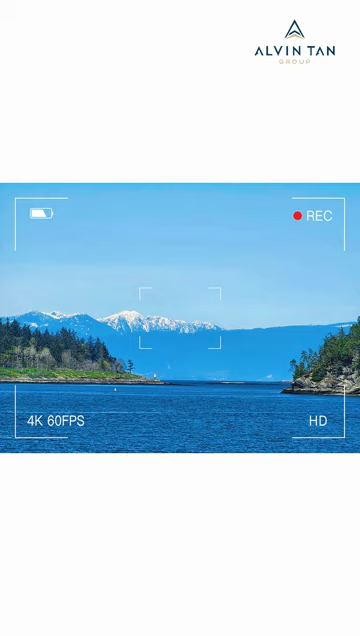 ALVIN TAN
GROUP
REC
4K 60FPS
HD